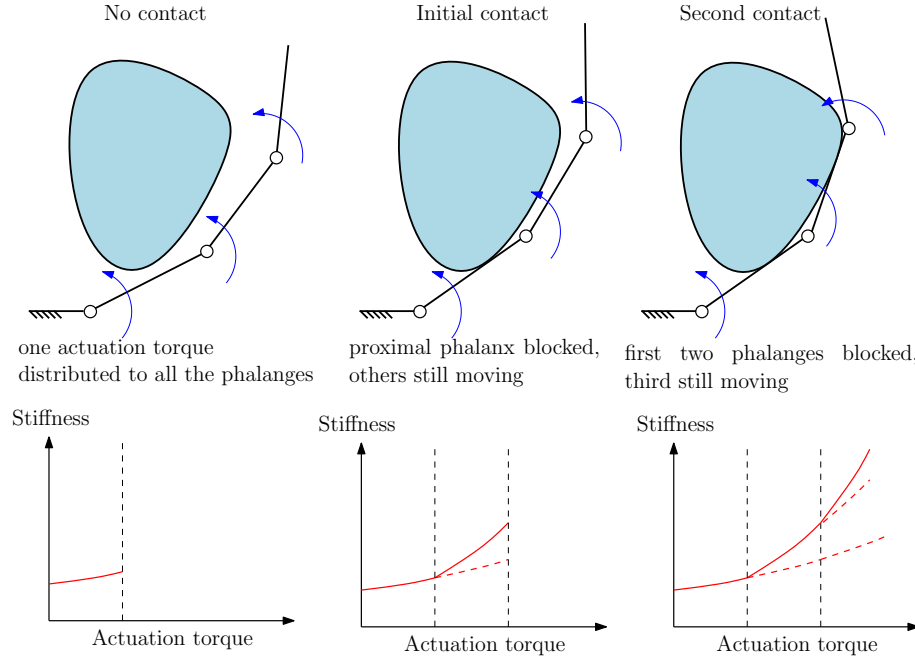 No contact
Initial contact
Second contact
one actuation torque
distributed to all the phalanges
proximal phalanx blocked,
others still moving
first two phalanges blocked,
third still moving
Stiffness
Actuation torque
Stiffness
Actuation torque
Stiffness
Actuation torque